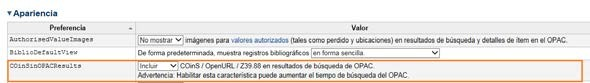 Apariencia
Preferencia Valor
AuthorisedValueImages No mostrar imágenes para valores autorizados (tales como perdido y ubicaciones) en resultados de búsqueda y detalles de ítem en el OPAC.
BiblioDefaultView De forma predeterminada, muestra registros bibliográficos en forma sencilla.
COinSinOPACResults Incluir COinS / OpenURL / Z39.88 en resultados de búsqueda de OPAC.
Advertencia: Habilitar esta característica puede aumentar el tiempo de búsqueda del OPAC.